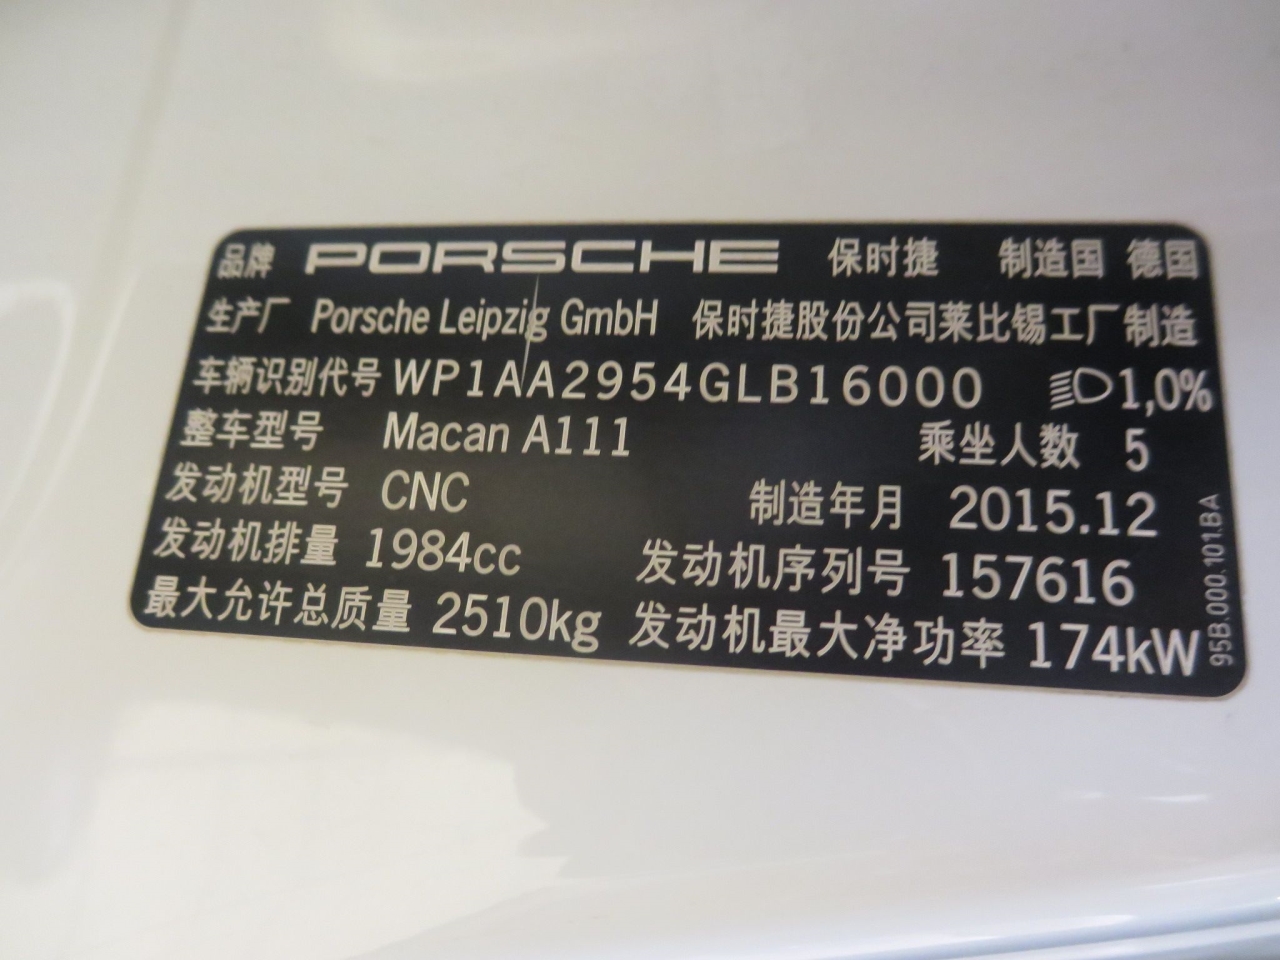 品牌 PORSCHE 保时捷 制造国 德国
生产厂 Porsche Leipzig GmbH 保时捷股份公司莱比锡工厂制造
车辆识别代号 WP1AA2954GLB16000 1,0%
整车型号 Macan A111 乘坐人数 5
发动机型号 CNC 制造年月 2015.12
发动机排量 1984cc 发动机序列号 157616
最大允许总质量 2510kg 发动机最大净功率 174kW
95B.000.101.BA